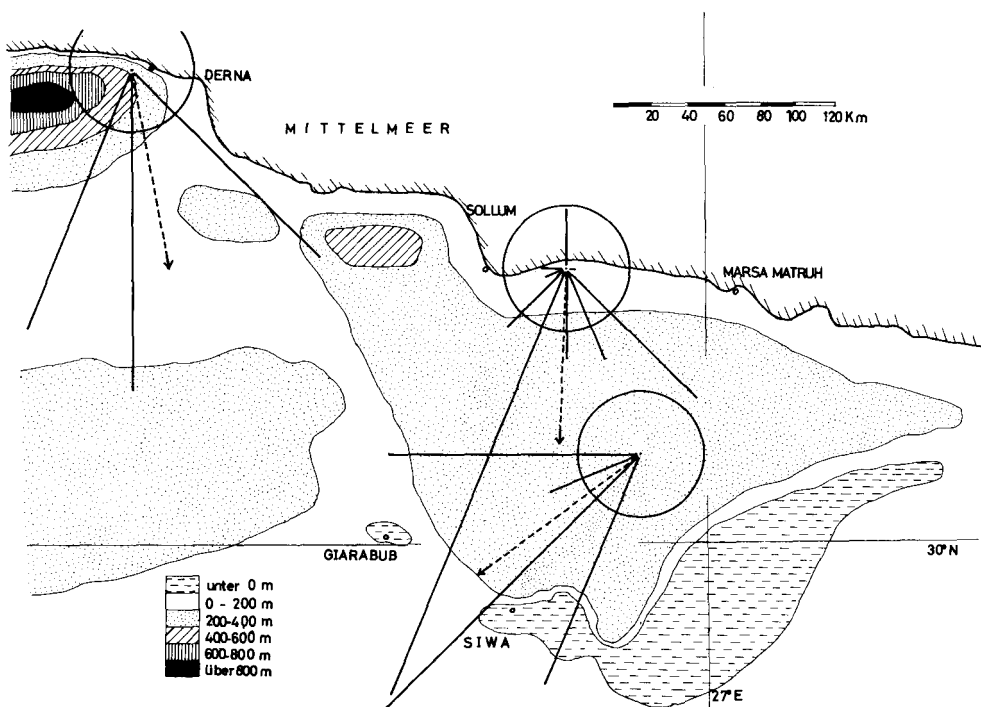 DERNA
MITTELMEER
20 40 60 80 100 120 Km
SOLLUM
MARSA MATRUH
GIARABUB
30° N
unter 0 m
0 - 200 m
200-400 m
400-600 m
600-800 m
über 800 m
SIWA
27° E